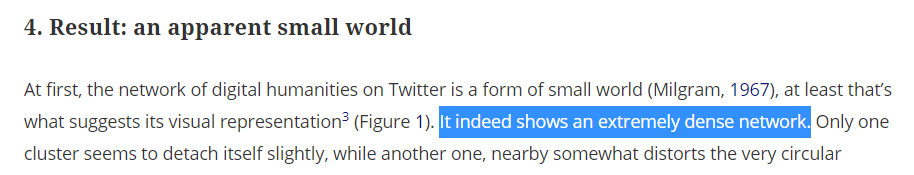 4. Result: an apparent small world
At first, the network of digital humanities on Twitter is a form of small world (Milgram, 1967), at least that’s
what suggests its visual representation³ (Figure 1). It indeed shows an extremely dense network. Only one
cluster seems to detach itself slightly, while another one, nearby somewhat distorts the very circular